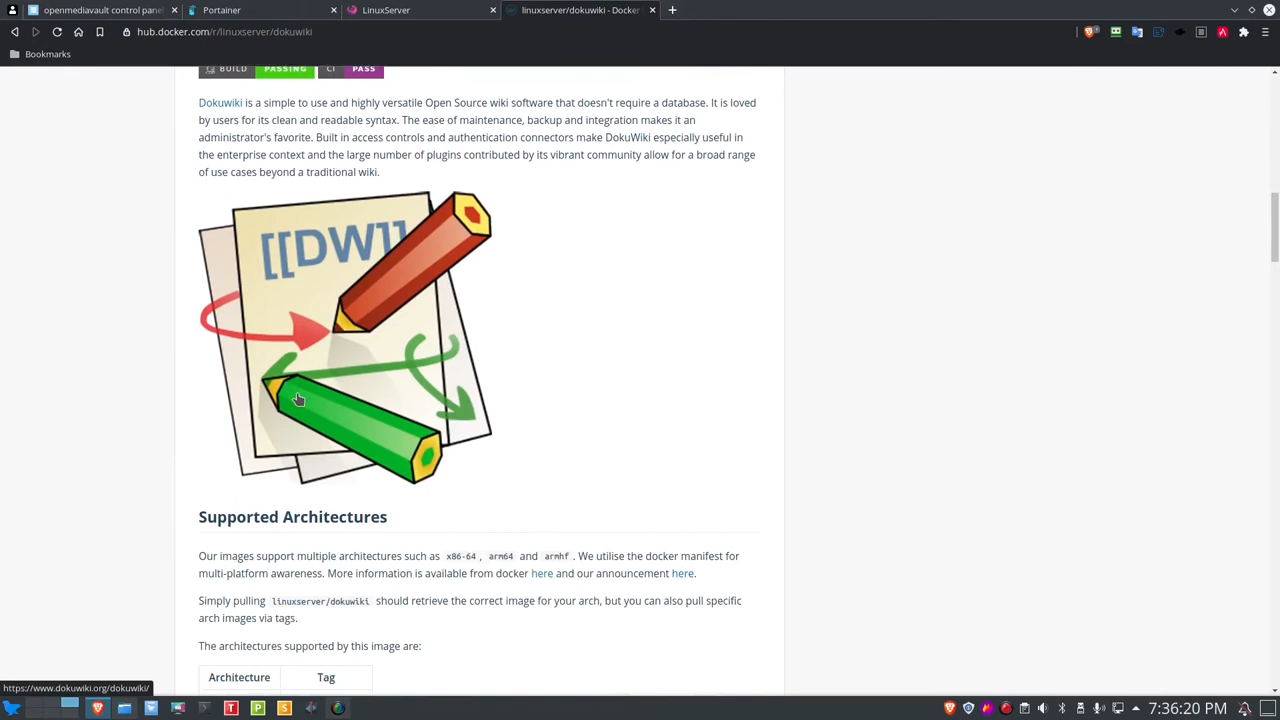 openmediavault control pane
Portainer
LinuxServer
linuxserver/dokuwiki - Docker
hub.docker.com/r/linuxserver/dokuwiki
Bookmarks
BUILD PASSING CI PASS
Dokuwiki is a simple to use and highly versatile Open Source wiki software that doesn't require a database. It is loved
by users for its clean and readable syntax. The ease of maintenance, backup and integration makes it an
administrator's favorite. Built in access controls and authentication connectors make DokuWiki especially useful in
the enterprise context and the large number of plugins contributed by its vibrant community allow for a broad range
of use cases beyond a traditional wiki.
[[DW]]
Supported Architectures
Our images support multiple architectures such as x86-64, arm64 and armhf. We utilise the docker manifest for
multi-platform awareness. More information is available from docker here and our announcement here.
Simply pulling linuxserver/dokuwiki should retrieve the correct image for your arch, but you can also pull specific
arch images via tags.
The architectures supported by this image are:
Architecture Tag
https://www.dokuwiki.org/dokuwiki/
T P S
7:36:20 PM